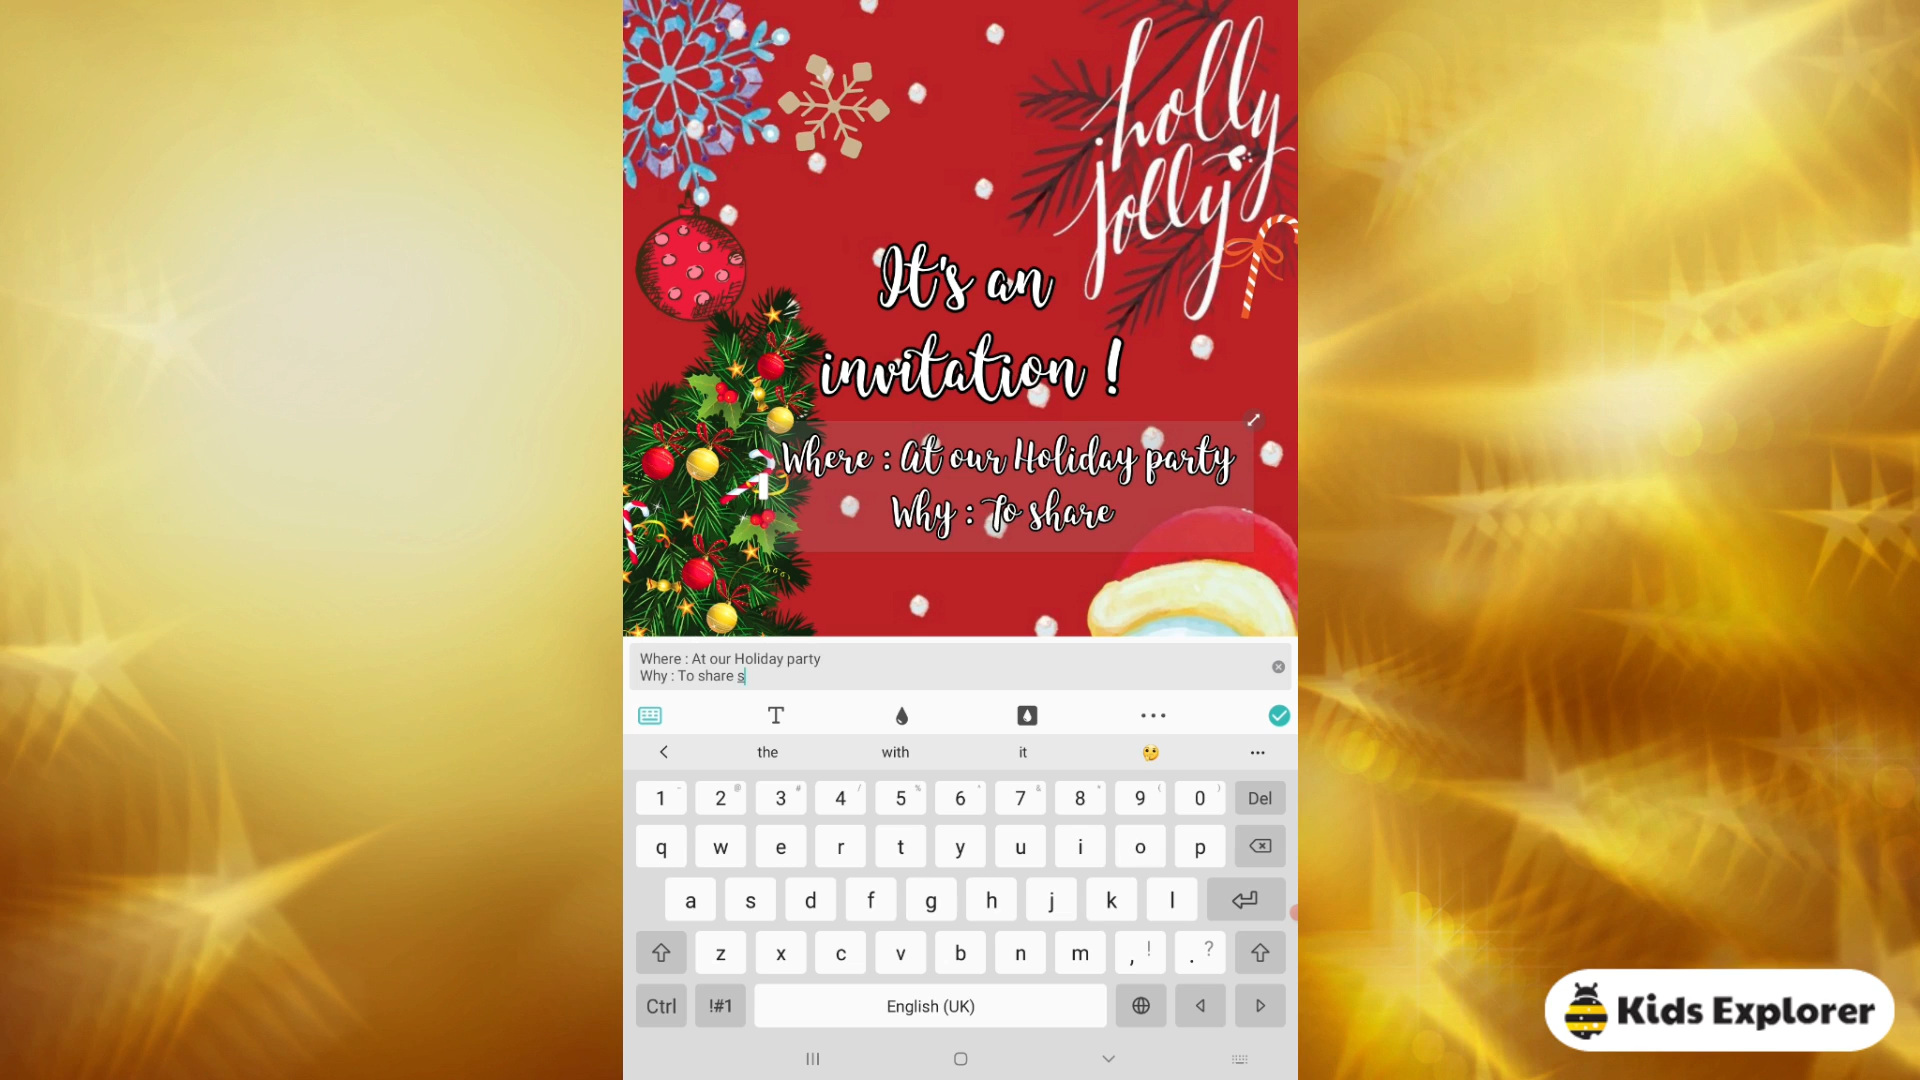 holly
jolly
It's an
invitation !
Where : At our Holiday party
Why : To share
Where : At our Holiday party
Why : To share s
T
the with it
1 2 3 4 5 6 7 8 9 0 Del
q w e r t y u i o p
a s d f g h j k l
z x c v b n m , ! . ?
Ctrl !#1 English (UK)
Kids Explorer